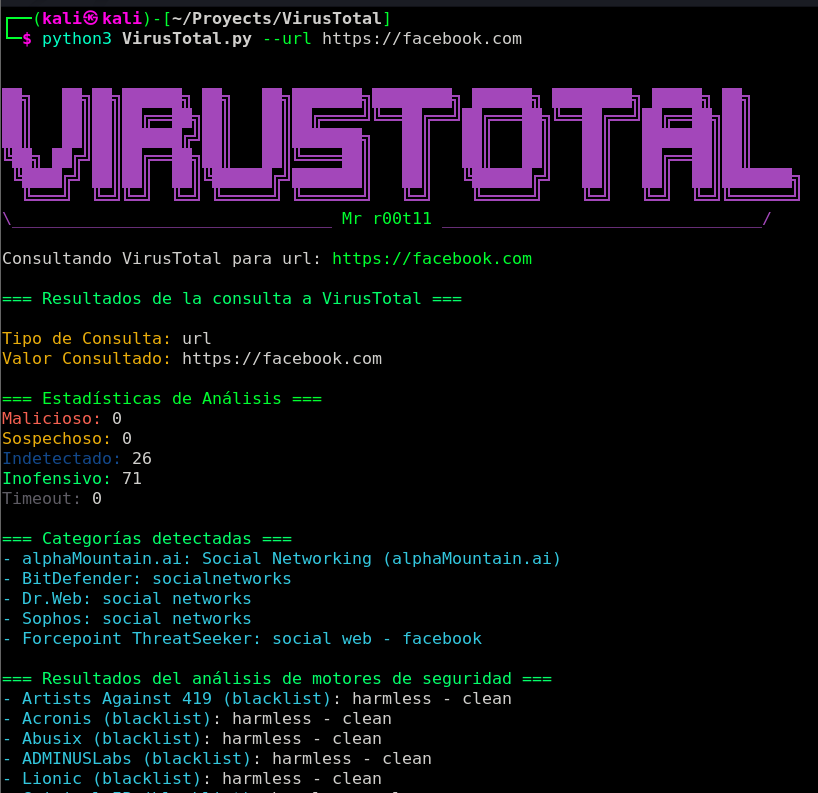 (kali㉿kali)-[~/Proyects/VirusTotal]
$ python3 VirusTotal.py --url https://facebook.com
VIRUSTOTAL
\________________________________ Mr r00t11 ________________________________/
Consultando VirusTotal para url: https://facebook.com
=== Resultados de la consulta a VirusTotal ===
Tipo de Consulta: url
Valor Consultado: https://facebook.com
=== Estadísticas de Análisis ===
Malicioso: 0
Sospechoso: 0
Indetectado: 26
Inofensivo: 71
Timeout: 0
=== Categorías detectadas ===
- alphaMountain.ai: Social Networking (alphaMountain.ai)
- BitDefender: socialnetworks
- Dr.Web: social networks
- Sophos: social networks
- Forcepoint ThreatSeeker: social web - facebook
=== Resultados del análisis de motores de seguridad ===
- Artists Against 419 (blacklist): harmless - clean
- Acronis (blacklist): harmless - clean
- Abusix (blacklist): harmless - clean
- ADMINUSLabs (blacklist): harmless - clean
- Lionic (blacklist): harmless - clean